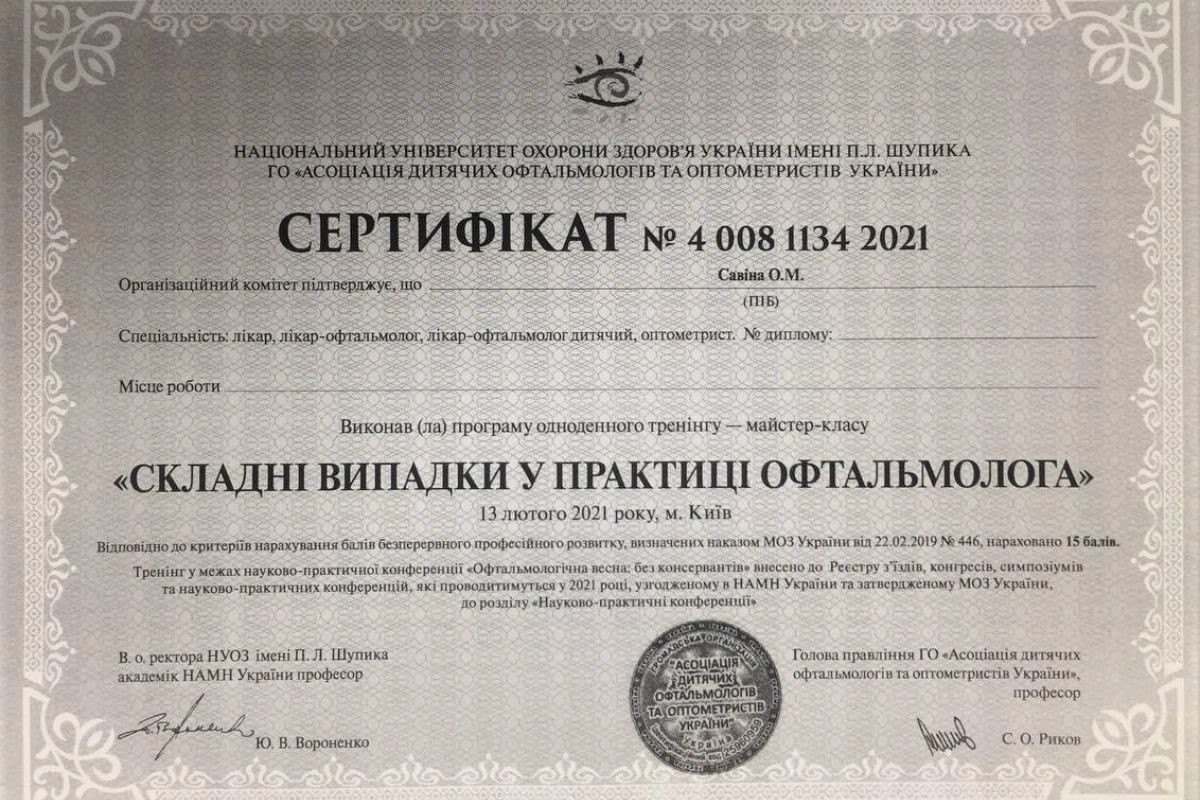 НАЦІОНАЛЬНИЙ УНІВЕРСИТЕТ ОХОРОНИ ЗДОРОВ'Я УКРАЇНИ ІМЕНІ П.Л. ШУПИКА
ГО «АСОЦІАЦІЯ ДИТЯЧИХ ОФТАЛЬМОЛОГІВ ТА ОПТОМЕТРИСТІВ УКРАЇНИ»
СЕРТИФІКАТ № 4 008 1134 2021
Савіна О.М.
Організаційний комітет підтверджує, що
(ПІБ)
Спеціальність: лікар, лікар-офтальмолог, лікар-офтальмолог дитячий, оптометрист. № диплому:
Місце роботи
Виконав (ла) програму одноденного тренінгу — майстер-класу
«СКЛАДНІ ВИПАДКИ У ПРАКТИЦІ ОФТАЛЬМОЛОГА»
13 лютого 2021 року, м. Київ
Відповідно до критеріїв нарахування балів безперервного професійного розвитку, визначених наказом МОЗ України від 22.02.2019 № 446, нараховано 15 балів.
Тренінг у межах науково-практичної конференції «Офтальмологічна весна: без консервантів» внесено до Реєстру з'їздів, конгресів, симпозіумів
та науково-практичних конференцій, які проводитимуться у 2021 році, узгодженому в НАМН України та затвердженому МОЗ України,
до розділу «Науково-практичні конференції»
В. о. ректора НУОЗ імені П. Л. Шупика
академік НАМН України професор
Ю. В. Вороненко
ГРОМАДСЬКА ОРГАНІЗАЦІЯ
"АСОЦІАЦІЯ
ДИТЯЧИХ
ОФТАЛЬМОЛОГІВ
ТА ОПТОМЕТРИСТІВ
УКРАЇНИ"
Україна
Голова правління ГО «Асоціація дитячих
офтальмологів та оптометристів України»,
професор
С. О. Риков